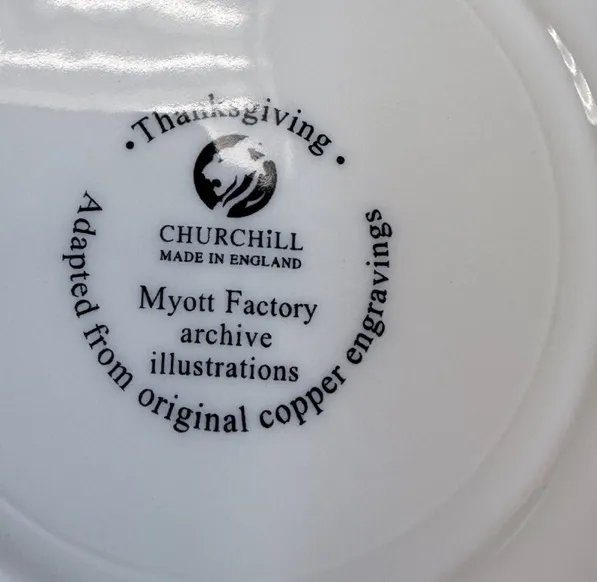 • Thanksgiving •
CHURCHiLL
MADE IN ENGLAND
Myott Factory
archive
illustrations
Adapted from original copper engravings